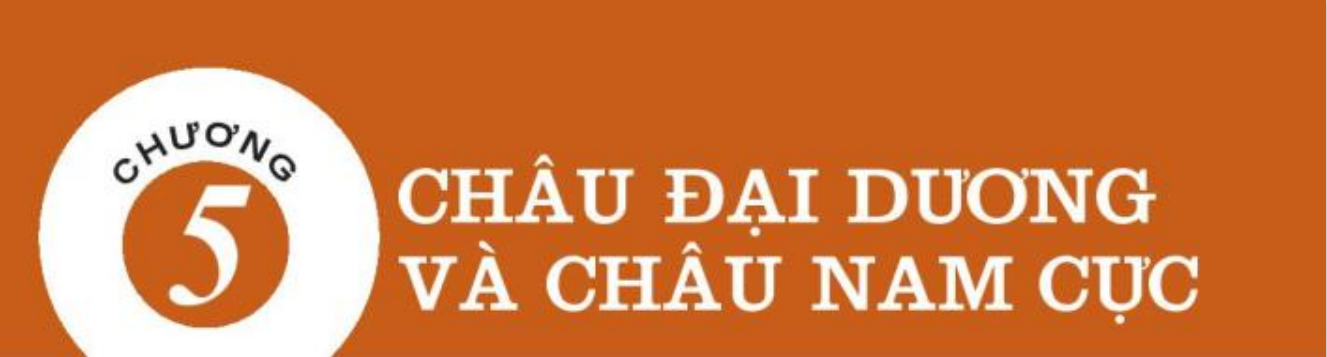 CHƯƠNG
5
CHÂU ĐẠI DƯƠNG
VÀ CHÂU NAM CỰC